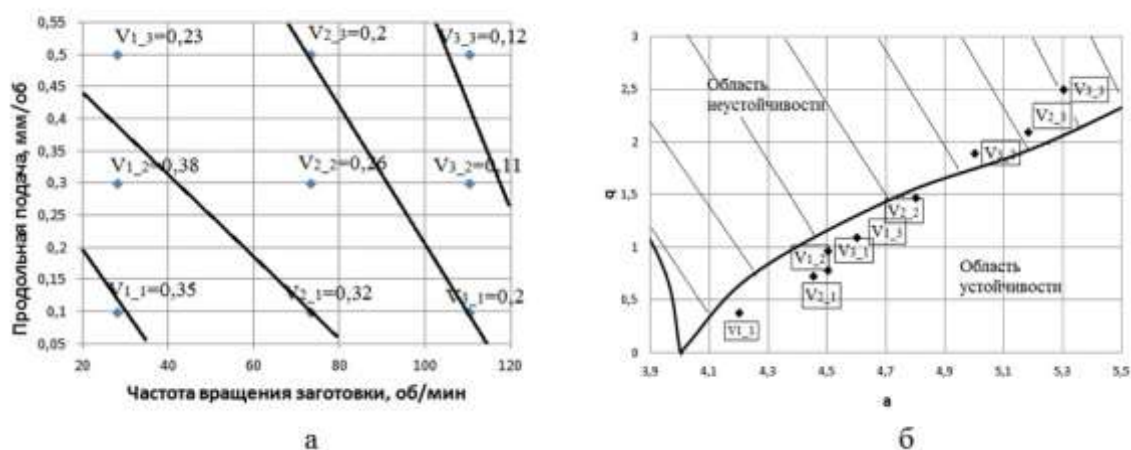 Продольная подача, мм/об
0,55
0,5
0,45
0,4
0,35
0,3
0,25
0,2
0,15
0,1
0,05
V1_3=0,23
V2_3=0,2
V3_3=0,12
V1_2=0,38
V2_2=0,26
V3_2=0,11
V1_1=0,35
V2_1=0,32
V3_1=0,2
20
40
60
80
100
120
Частота вращения заготовки, об/мин
а
q
3
2,5
2
1,5
1
0,5
0
Область
неустойчивости
V3_3
V2_3
V2_2
V1_3
V3_1
V1_2
V2_1
V1_1
Область
устойчивости
3,9
4,1
4,3
4,5
4,7
4,9
5,1
5,3
5,5
а
б